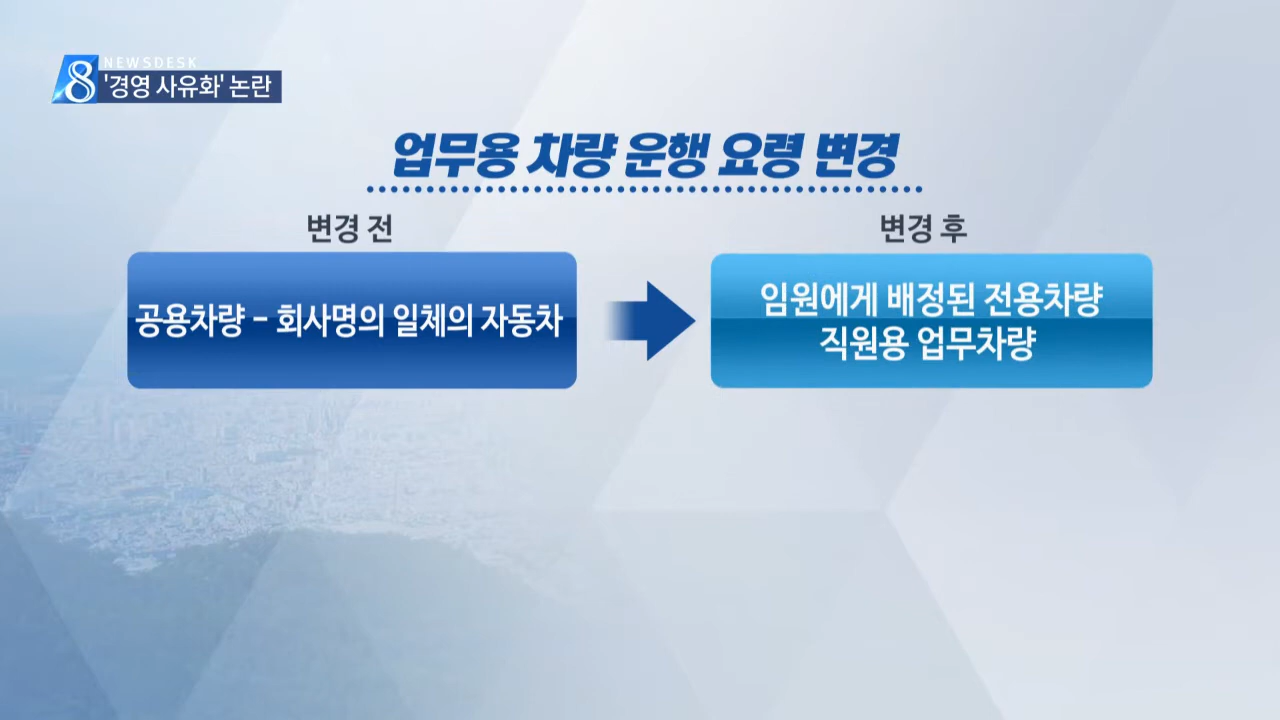 NEWSDESK
8 '경영 사유화' 논란
업무용 차량 운행 요령 변경
변경 전
변경 후
공용차량 - 회사명의 일체의 자동차
임원에게 배정된 전용차량
직원용 업무차량